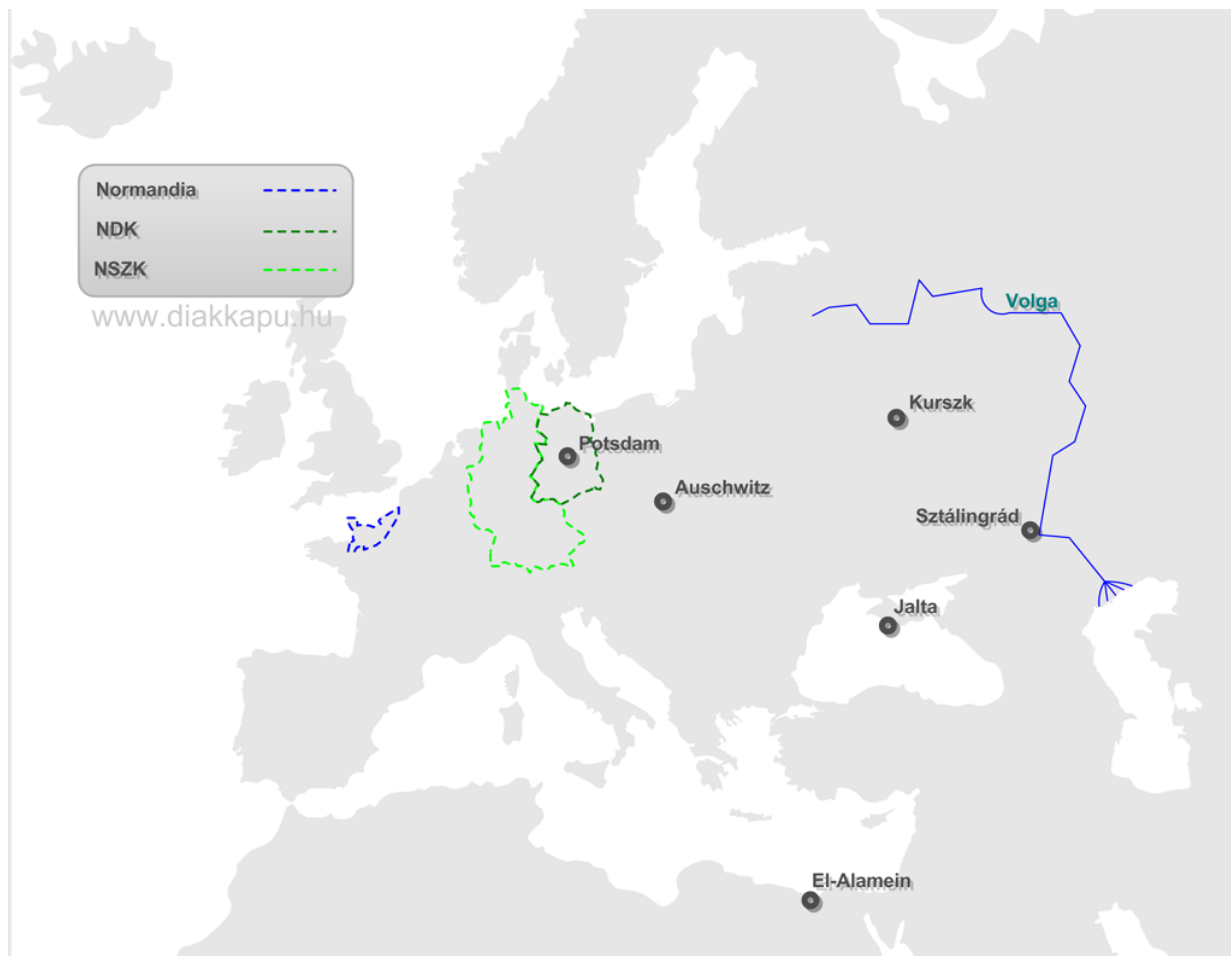 Normandia
NDK
NSZK
www.diakkapu.hu
Volga
Kurszk
Potsdam
Auschwitz
Sztálingrád
Jalta
El-Alamein